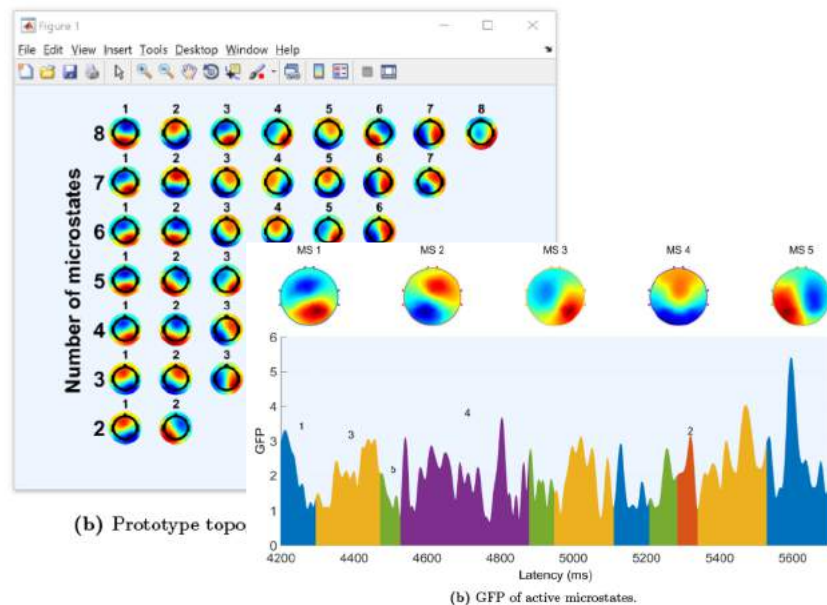 Figure 1
File Edit View Insert Tools Desktop Window Help
1 2 3 4 5 6 7 8
8
1 2 3 4 5 6 7
7
1 2 3 4 5 6
6
1 2 3
5
1 2 3
4
1 2 3
3
1 2
2
Number of microstates
(b) Prototype topo
MS 1 MS 2 MS 3 MS 4 MS 5
6
5
4
3
2
1
0
GFP
1 3 5 4 2
4200 4400 4600 4800 5000 5200 5400 5600
Latency (ms)
(b) GFP of active microstates.